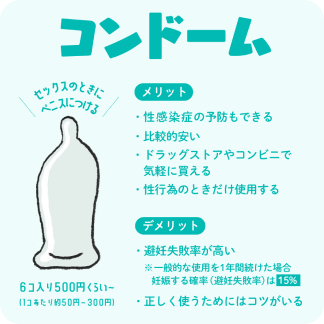 コンドーム
セックスのときに
ペニスにつける
メリット
・性感染症の予防もできる
・比較的安い
・ドラッグストアやコンビニで
気軽に買える
・性行為のときだけ使用する
デメリット
・避妊失敗率が高い
※一般的な使用を1年間続けた場合
妊娠する確率（避妊失敗率）は15%
・正しく使うためにはコツがいる
6コ入り500円くらい〜
(1コあたり約50円〜300円)